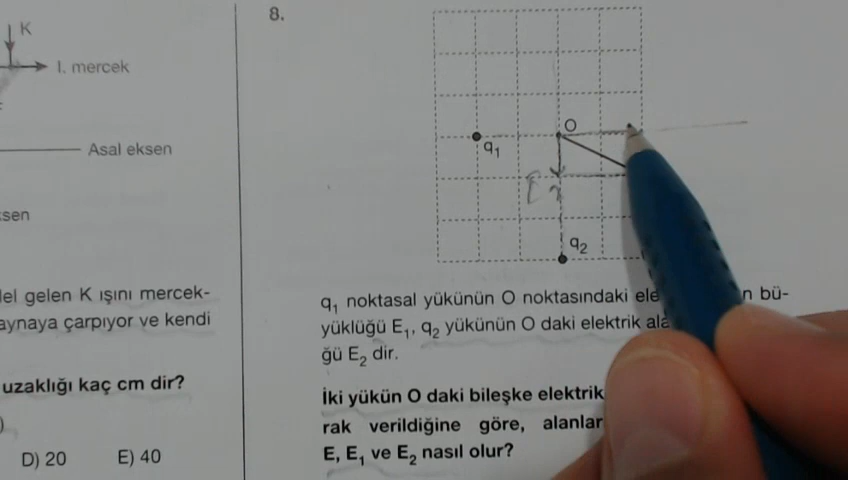 K
I. mercek
Asal eksen
sen
lel gelen K ışını mercek-
aynaya çarpıyor ve kendi
uzaklığı kaç cm dir?
D) 20 E) 40
8.
O
q1
E2
q2
q1 noktasal yükünün O noktasındaki ele n bü-
yüklüğü E1, q2 yükünün O daki elektrik ala
ğü E2 dir.
İki yükün O daki bileşke elektrik
rak verildiğine göre, alanlar
E, E1 ve E2 nasıl olur?